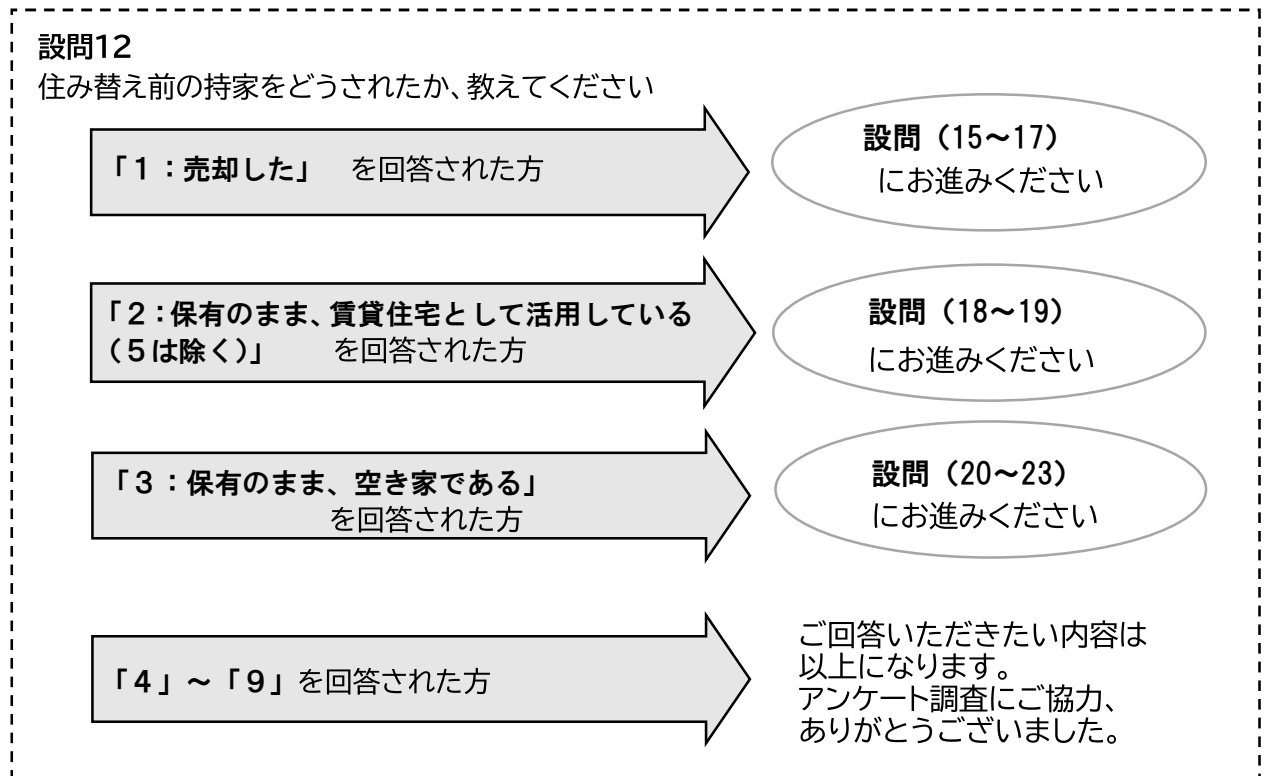 設問12
住み替え前の持家をどうされたか、教えてください
「1：売却した」　を回答された方
設問（15～17）
にお進みください
「2：保有のまま、賃貸住宅として活用している
（5は除く）」　　を回答された方
設問（18～19）
にお進みください
「3：保有のまま、空き家である」
を回答された方
設問（20～23）
にお進みください
「4」～「9」を回答された方
ご回答いただきたい内容は
以上になります。
アンケート調査にご協力、
ありがとうございました。